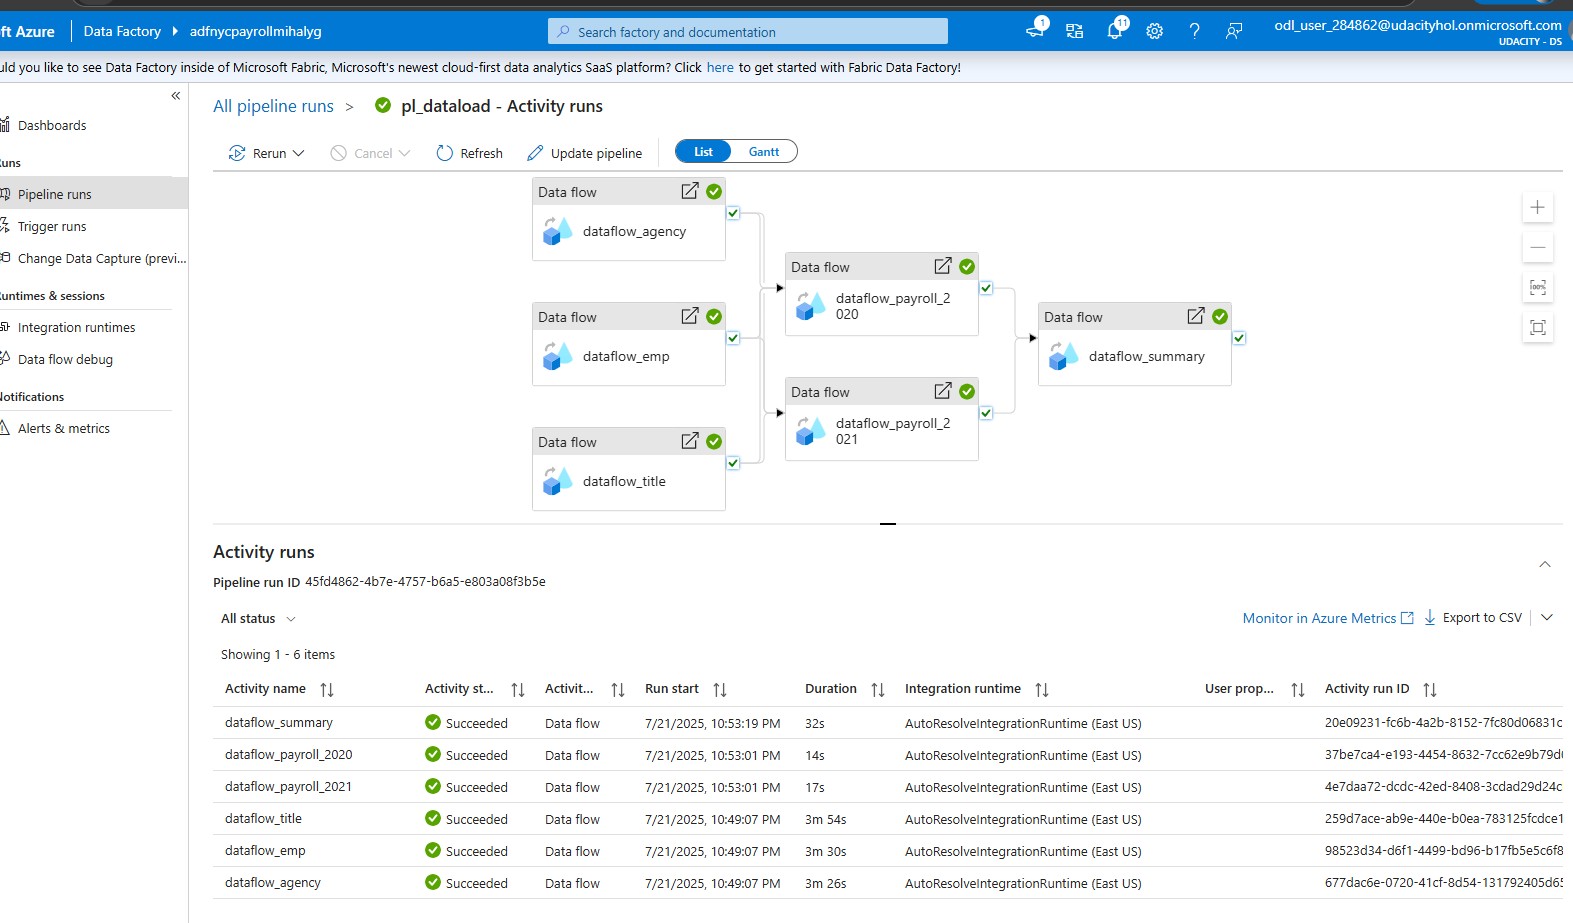 ft Azure Data Factory adfnycpayrollmihalyg Search factory and documentation 1 11 odl_user_284862@udacityhol.onmicrosoft.com
UDACITY - DS
uld you like to see Data Factory inside of Microsoft Fabric, Microsoft's newest cloud-first data analytics SaaS platform? Click here to get started with Fabric Data Factory!
«
Dashboards
uns
Pipeline runs
Trigger runs
Change Data Capture (previ...
untimes & sessions
Integration runtimes
Data flow debug
Notifications
Alerts & metrics
All pipeline runs > pl_dataload - Activity runs
Rerun Cancel Refresh Update pipeline List Gantt
Data flow
dataflow_agency
Data flow
dataflow_emp
Data flow
dataflow_title
Data flow
dataflow_payroll_2
020
Data flow
dataflow_payroll_2
021
Data flow
dataflow_summary
100%
Activity runs
Pipeline run ID 45fd4862-4b7e-4757-b6a5-e803a08f3b5e
All status Monitor in Azure Metrics Export to CSV
Showing 1 - 6 items
Activity name Activity st... Activit... Run start Duration Integration runtime User prop... Activity run ID
dataflow_summary Succeeded Data flow 7/21/2025, 10:53:19 PM 32s AutoResolveIntegrationRuntime (East US) 20e09231-fc6b-4a2b-8152-7fc80d06831c
dataflow_payroll_2020 Succeeded Data flow 7/21/2025, 10:53:01 PM 14s AutoResolveIntegrationRuntime (East US) 37be7ca4-e193-4454-8632-7cc62e9b79d
dataflow_payroll_2021 Succeeded Data flow 7/21/2025, 10:53:01 PM 17s AutoResolveIntegrationRuntime (East US) 4e7daa72-dcdc-42ed-8408-3cdad29d24c
dataflow_title Succeeded Data flow 7/21/2025, 10:49:07 PM 3m 54s AutoResolveIntegrationRuntime (East US) 259d7ace-ab9e-440e-b0ea-783125fcdce1
dataflow_emp Succeeded Data flow 7/21/2025, 10:49:07 PM 3m 30s AutoResolveIntegrationRuntime (East US) 98523d34-d6f1-4499-bd96-b17fb5e5c6f8
dataflow_agency Succeeded Data flow 7/21/2025, 10:49:07 PM 3m 26s AutoResolveIntegrationRuntime (East US) 677dac6e-0720-41cf-8d54-131792405d65